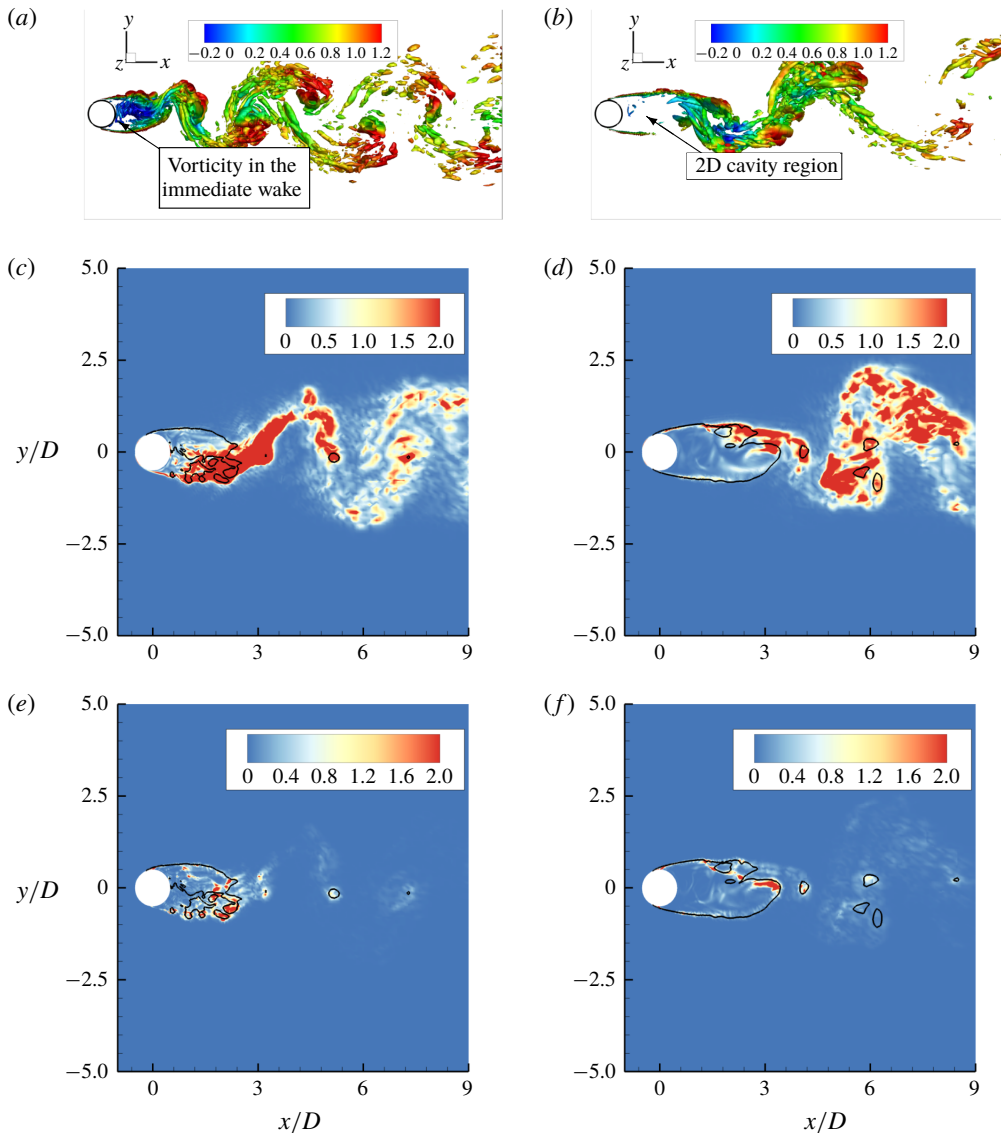 (a)
y
z
x
−0.2 0 0.2 0.4 0.6 0.8 1.0 1.2
Vorticity in the
immediate wake
(b)
y
z
x
−0.2 0 0.2 0.4 0.6 0.8 1.0 1.2
2D cavity region
(c)
5.0
2.5
0
−2.5
−5.0
y/D
0 0.5 1.0 1.5 2.0
0 3 6 9
(d)
5.0
2.5
0
−2.5
−5.0
0 0.5 1.0 1.5 2.0
0 3 6 9
(e)
5.0
2.5
0
−2.5
−5.0
y/D
0 0.4 0.8 1.2 1.6 2.0
0 3 6 9
x/D
(f)
5.0
2.5
0
−2.5
−5.0
0 0.4 0.8 1.2 1.6 2.0
0 3 6 9
x/D